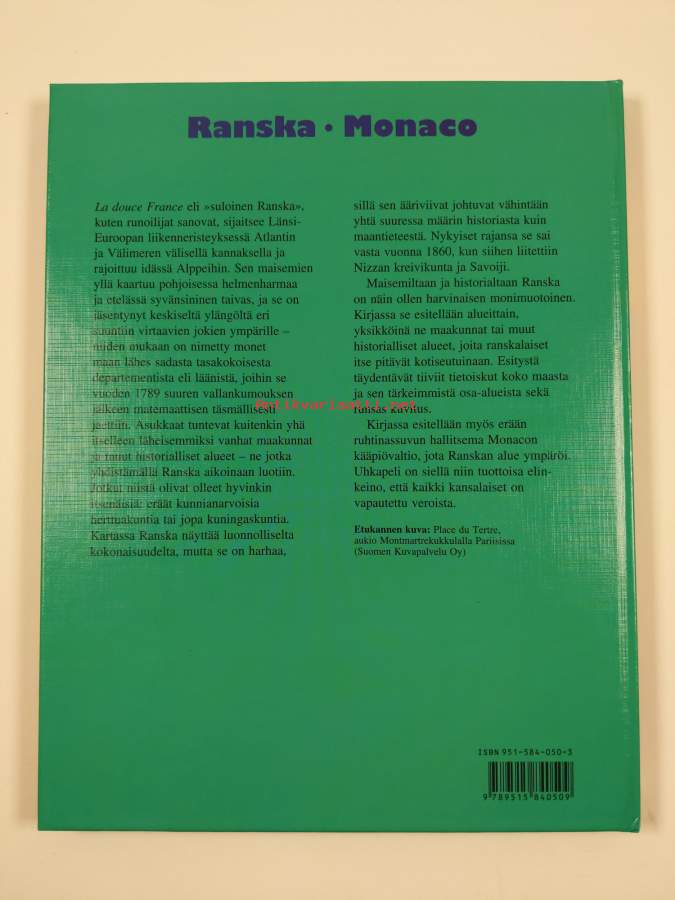 Ranska • Monaco
La douce France eli »suloinen Ranska»,
kuten runoilijat sanovat, sijaitsee Länsi-
Euroopan liikenneristeyksessä Atlantin
ja Välimeren välisellä kannaksella ja
rajoittuu idässä Alppeihin. Sen maisemien
yllä kaartuu pohjoisessa helmenharmaa
ja etelässä syvänsininen taivas, ja se on
jäsentynyt keskiseltä ylängöltä eri
suuntiin virtaavien jokien ympärille –
niiden mukaan on nimetty monet
maan lähes sadasta tasakokoisesta
departementista eli läänistä, joihin se
vuoden 1789 suuren vallankumouksen
jälkeen matemaattisen täsmällisesti
jaettiin. Asukkaat tuntevat kuitenkin yhä
itselleen läheisemmiksi vanhat maakunnat
ja muut historialliset alueet – ne jotka
yhdistämällä Ranska aikoinaan luotiin.
Jotkut niistä olivat olleet hyvinkin
itsenäisiä: eräät kunnianarvoisia
herttuakuntia tai jopa kuningaskuntia.
Kartassa Ranska näyttää luonnolliselta
kokonaisuudelta, mutta se on harhaa,
sillä sen ääriviivat johtuvat vähintään
yhtä suuressa määrin historiasta kuin
maantieteestä. Nykyiset rajansa se sai
vasta vuonna 1860, kun siihen liitettiin
Nizzan kreivikunta ja Savoiji.
Maisemiltaan ja historialtaan Ranska
on näin ollen harvinaisen monimuotoinen.
Kirjassa se esitellään alueittain,
yksikköinä ne maakunnat tai muut
historialliset alueet, joita ranskalaiset
itse pitävät kotiseutuinaan. Esitystä
täydentävät tiiviit tietoiskut koko maasta
ja sen tärkeimmistä osa-alueista sekä
runsas kuvitus.
Kirjassa esitellään myös erään
ruhtinassuvun hallitsema Monacon
kääpiövaltio, jota Ranskan alue ympäröi.
Uhkapeli on siellä niin tuottoisa elin-
keino, että kaikki kansalaiset on
vapautettu veroista.
Etukannen kuva: Place du Tertre,
aukio Montmartrekukkulalla Pariisissa
(Suomen Kuvapalvelu Oy)
Antikvariaatti.net
ISBN 951-584-050-3
9 789515 840509